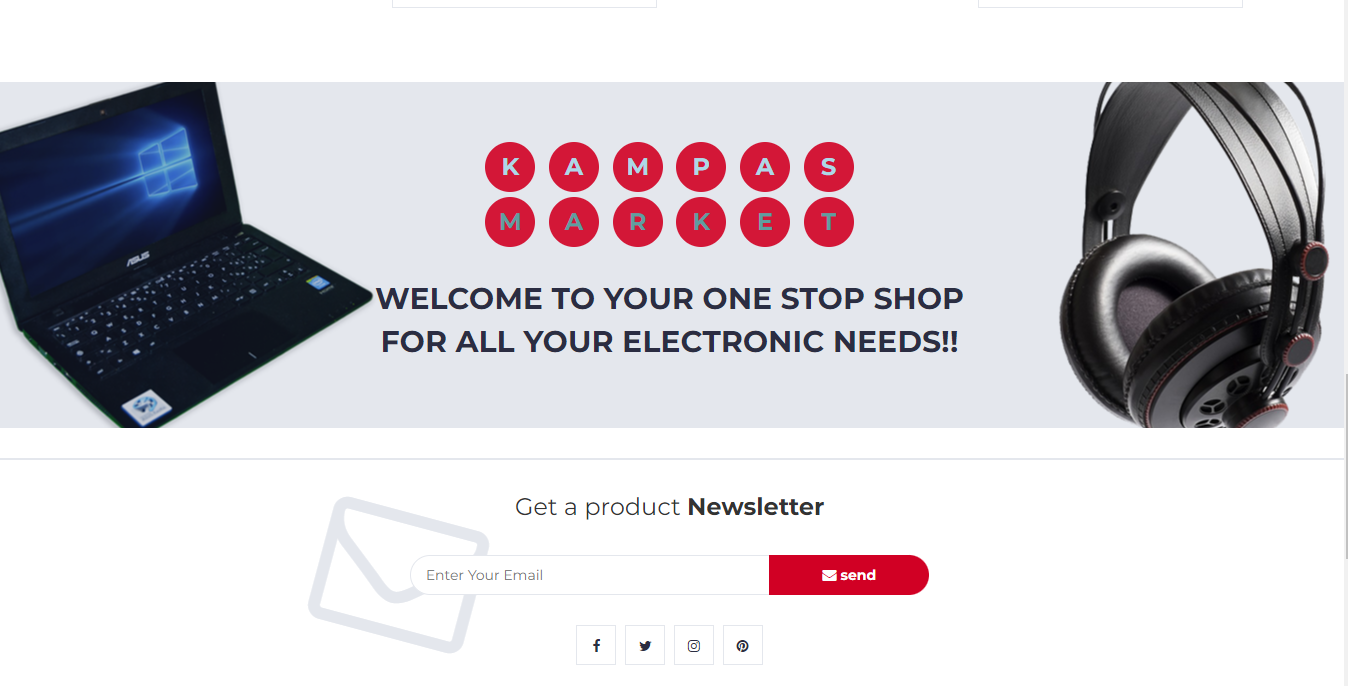 K A M P A S
M A R K E T
ASUS
WELCOME TO YOUR ONE STOP SHOP
FOR ALL YOUR ELECTRONIC NEEDS!!
Get a product Newsletter
Enter Your Email
send